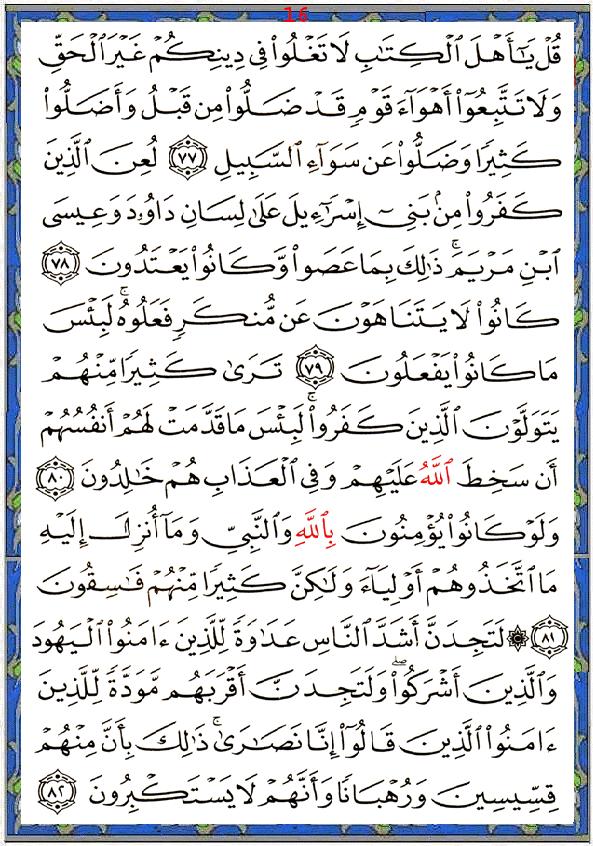 16
قُلْ يَٰٓأَهْلَ ٱلْكِتَٰبِ لَا تَغْلُوا۟ فِى دِينِكُمْ غَيْرَ ٱلْحَقِّ
وَلَا تَتَّبِعُوٓا۟ أَهْوَآءَ قَوْمٍ قَدْ ضَلُّوا۟ مِن قَبْلُ وَأَضَلُّوا۟
كَثِيرًا وَضَلُّوا۟ عَن سَوَآءِ ٱلسَّبِيلِ ٧٧ لُعِنَ ٱلَّذِينَ
كَفَرُوا۟ مِنۢ بَنِىٓ إِسْرَٰٓءِيلَ عَلَىٰ لِسَانِ دَاوُۥدَ وَعِيسَى
ٱبْنِ مَرْيَمَ ۚ ذَٰلِكَ بِمَا عَصَوا۟ وَّكَانُوا۟ يَعْتَدُونَ ٧٨
كَانُوا۟ لَا يَتَنَاهَوْنَ عَن مُّنكَرٍ فَعَلُوهُ ۚ لَبِئْسَ
مَا كَانُوا۟ يَفْعَلُونَ ٧٩ تَرَىٰ كَثِيرًا مِّنْهُمْ
يَتَوَلَّوْنَ ٱلَّذِينَ كَفَرُوا۟ ۚ لَبِئْسَ مَا قَدَّمَتْ لَهُمْ أَنفُسُهُمْ
أَن سَخِطَ ٱللَّهُ عَلَيْهِمْ وَفِى ٱلْعَذَابِ هُمْ خَٰلِدُونَ ٨٠
وَلَوْ كَانُوا۟ يُؤْمِنُونَ بِٱللَّهِ وَٱلنَّبِىِّ وَمَآ أُنزِلَ إِلَيْهِ
مَا ٱتَّخَذُوهُمْ أَوْلِيَآءَ وَلَٰكِنَّ كَثِيرًا مِّنْهُمْ فَٰسِقُونَ
٨١ ۞ لَتَجِدَنَّ أَشَدَّ ٱلنَّاسِ عَدَٰوَةً لِّلَّذِينَ ءَامَنُوا۟ ٱلْيَهُودَ
وَٱلَّذِينَ أَشْرَكُوا۟ ۖ وَلَتَجِدَنَّ أَقْرَبَهُم مَّوَدَّةً لِّلَّذِينَ
ءَامَنُوا۟ ٱلَّذِينَ قَالُوٓا۟ إِنَّا نَصَٰرَىٰ ۚ ذَٰلِكَ بِأَنَّ مِنْهُمْ
قِسِّيسِينَ وَرُهْبَانًا وَأَنَّهُمْ لَا يَسْتَكْبِرُونَ ٨٢